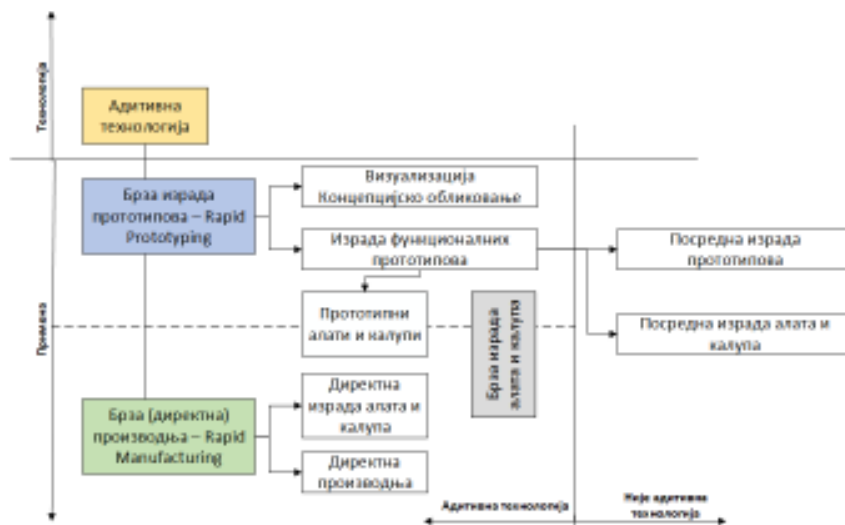 Технологија
Адитивна
технологија
Примена
Брза израда
прототипова – Rapid
Prototyping
Визуализација
Концепцијско обликовање
Израда функционалних
прототипова
Посредна израда
прототипова
Прототипни
алати и калупи
Брза израда
алата и калупа
Посредна израда алата и
калупа
Брза (директна)
производња – Rapid
Manufacturing
Директна
израда алата и
калупа
Директна
производња
Адитивна технологија
Није адитивна
технологија